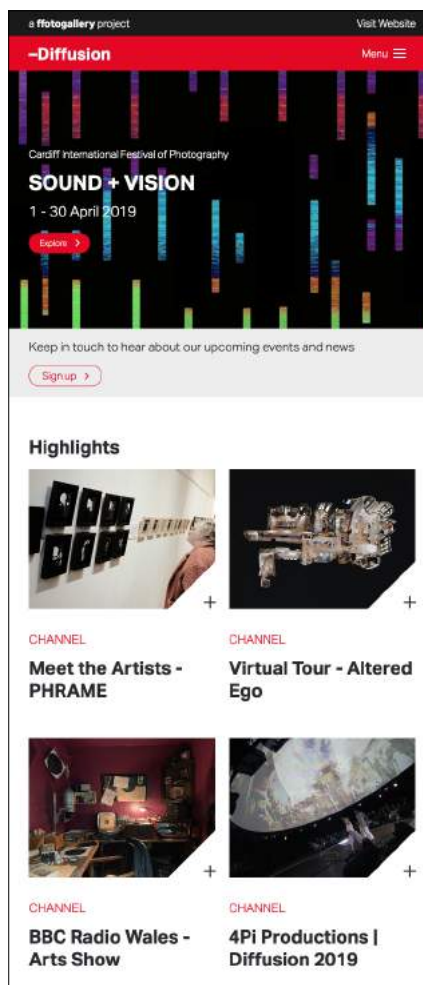 a ffotogallery project
Visit Website
–Diffusion
Menu
Cardiff International Festival of Photography
SOUND + VISION
1 - 30 April 2019
Explore
Keep in touch to hear about our upcoming events and news
Sign up
Highlights
CHANNEL
Meet the Artists -
PHRAME
CHANNEL
Virtual Tour - Altered
Ego
CHANNEL
BBC Radio Wales -
Arts Show
CHANNEL
4Pi Productions |
Diffusion 2019